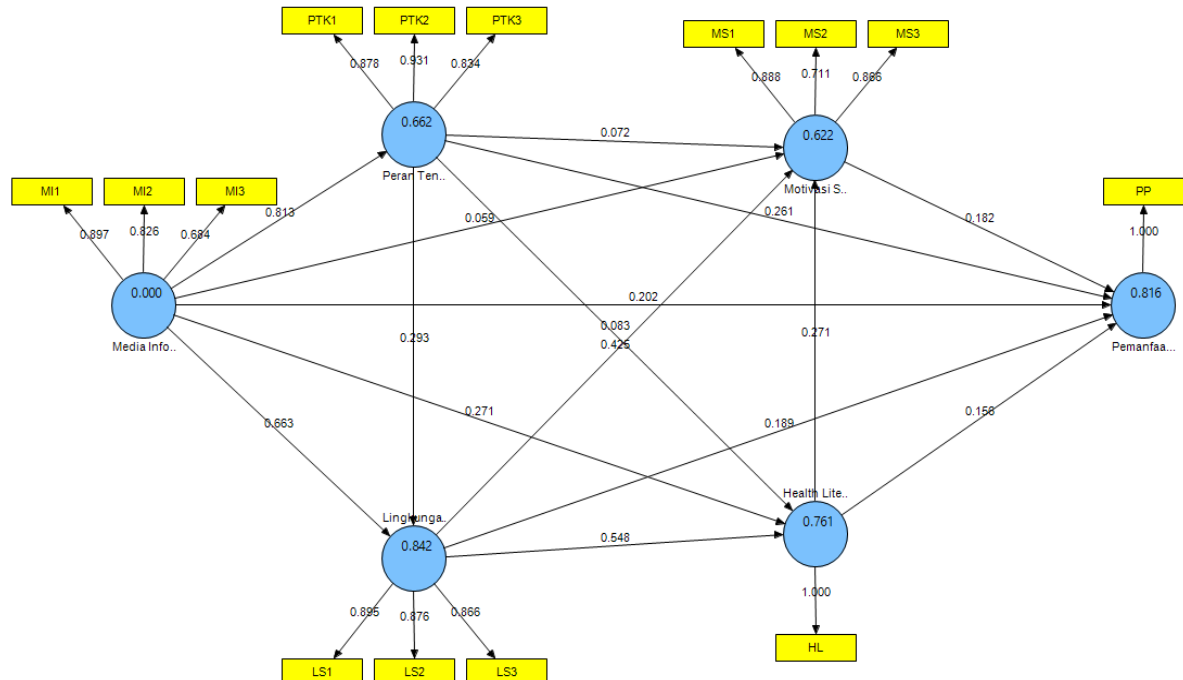 PTK1
PTK2
PTK3
MS1
MS2
MS3
0.878
0.931
0.834
0.888
0.711
0.866
0.662
0.622
0.072
Peran Ten..
Motivasi S..
MI1
MI2
MI3
PP
0.813
0.059
0.261
0.182
0.897
0.826
0.684
1.000
0.000
0.202
0.816
Media Info..
0.293
0.083
0.425
0.271
Pemanfaa...
0.663
0.271
0.189
0.156
Lingkunga..
Health Lite..
0.842
0.548
0.761
0.895
0.876
0.866
1.000
LS1
LS2
LS3
HL